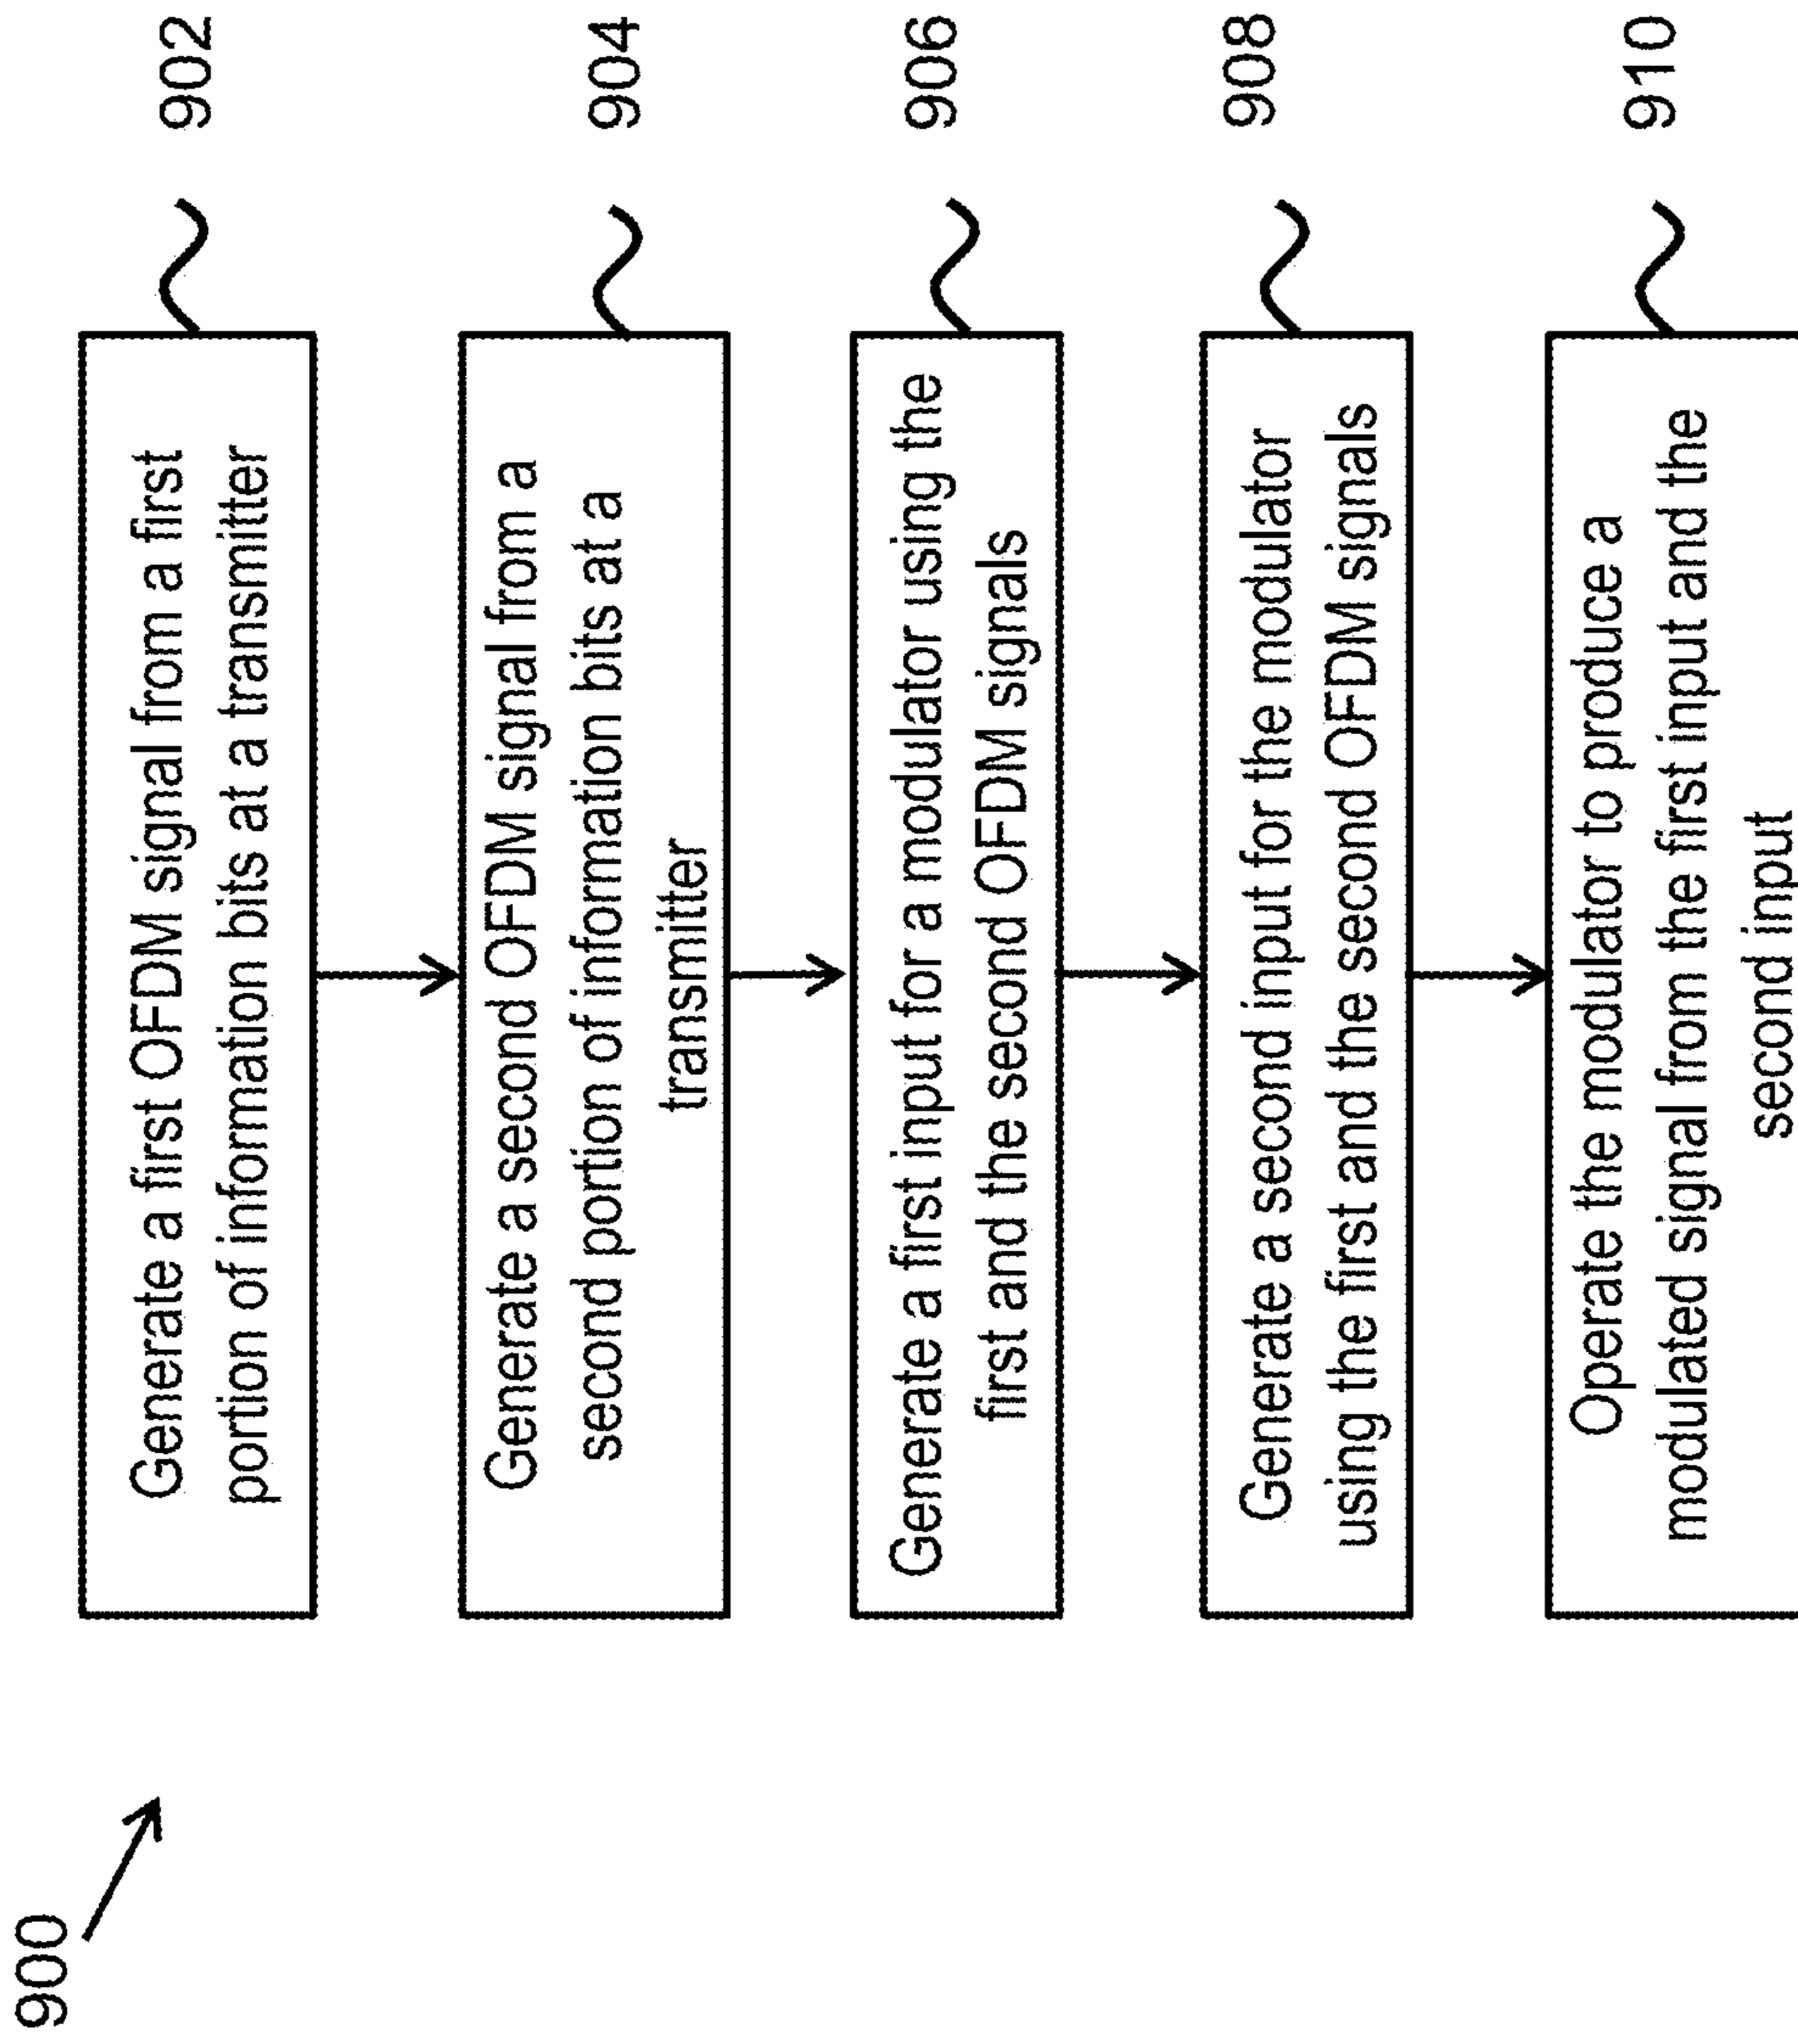 900
Generate a first OFDM signal from a first
portion of information bits at a transmitter
902
Generate a second OFDM signal from a
second portion of information bits at a
transmitter
904
Generate a first input for a modulator using the
first and the second OFDM signals
906
Generate a second input for the modulator
using the first and the second OFDM signals
908
Operate the modulator to produce a
modulated signal from the first input and the
second input
910